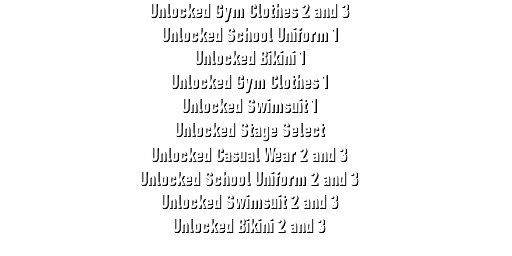 Unlocked Gym Clothes 2 and 3
Unlocked School Uniform 1
Unlocked Bikini 1
Unlocked Gym Clothes 1
Unlocked Swimsuit 1
Unlocked Stage Select
Unlocked Casual Wear 2 and 3
Unlocked School Uniform 2 and 3
Unlocked Swimsuit 2 and 3
Unlocked Bikini 2 and 3